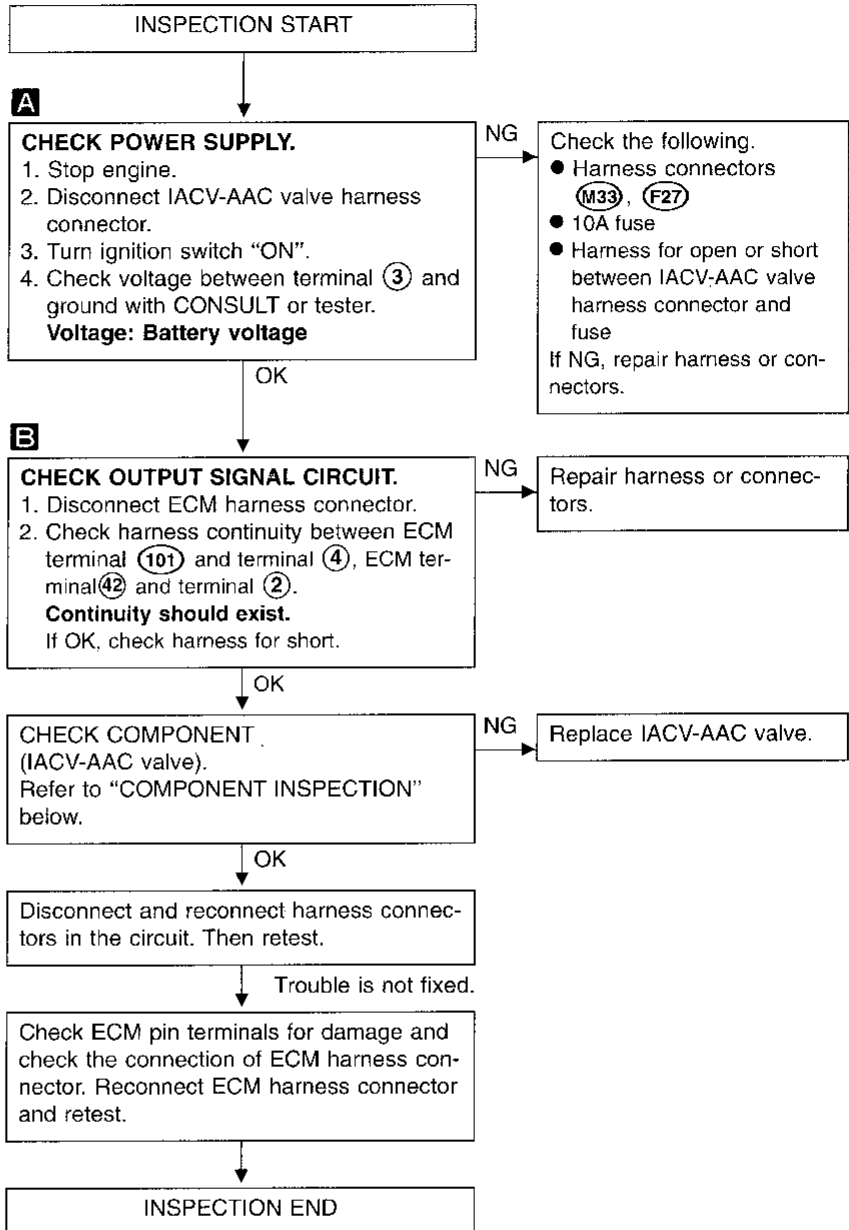 INSPECTION START
A
CHECK POWER SUPPLY.
1. Stop engine.
2. Disconnect IACV-AAC valve harness
connector.
3. Turn ignition switch “ON”.
4. Check voltage between terminal ③ and
ground with CONSULT or tester.
Voltage: Battery voltage
NG
Check the following.
● Harness connectors
M33, F27
● 10A fuse
● Harness for open or short
between IACV-AAC valve
harness connector and
fuse
If NG, repair harness or con-
nectors.
OK
B
CHECK OUTPUT SIGNAL CIRCUIT.
1. Disconnect ECM harness connector.
2. Check harness continuity between ECM
terminal 101 and terminal ④, ECM ter-
minal ㊷ and terminal ②.
Continuity should exist.
If OK, check harness for short.
NG
Repair harness or connec-
tors.
OK
CHECK COMPONENT
(IACV-AAC valve).
Refer to “COMPONENT INSPECTION”
below.
NG
Replace IACV-AAC valve.
OK
Disconnect and reconnect harness connec-
tors in the circuit. Then retest.
Trouble is not fixed.
Check ECM pin terminals for damage and
check the connection of ECM harness con-
nector. Reconnect ECM harness connector
and retest.
INSPECTION END